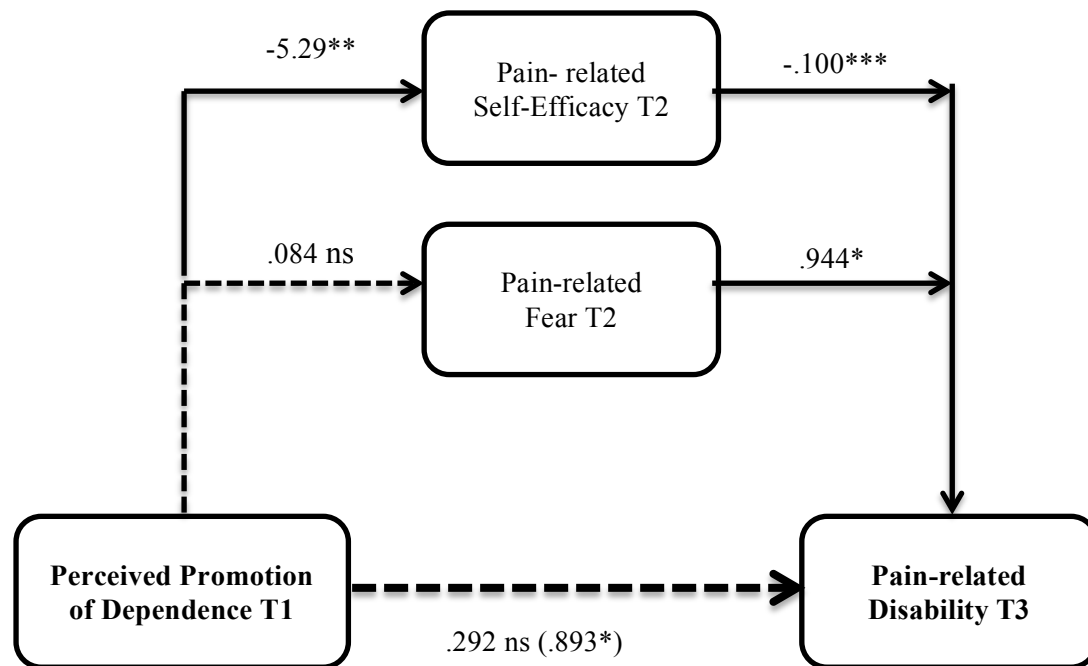 -5.29**
Pain- related
Self-Efficacy T2
-.100***
.084 ns
Pain-related
Fear T2
.944*
Perceived Promotion
of Dependence T1
.292 ns (.893*)
Pain-related
Disability T3